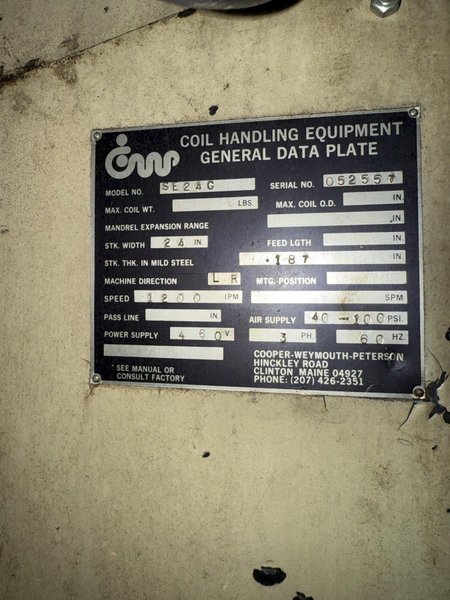 cwp COIL HANDLING EQUIPMENT
GENERAL DATA PLATE
MODEL NO. SE24G SERIAL NO. 052557
MAX. COIL WT. LBS MAX. COIL O.D. IN.
MANDREL EXPANSION RANGE IN.
STK. WIDTH 24 IN FEED LGTH IN.
STK. THK. IN MILD STEEL .187 IN.
MACHINE DIRECTION L R MTG. POSITION
SPEED 1200 IPM SPM
PASS LINE IN AIR SUPPLY 40-100 PSI.
POWER SUPPLY 460 V 3 PH. 60 HZ.
*SEE MANUAL OR
CONSULT FACTORY
COOPER-WEYMOUTH-PETERSON
HINCKLEY ROAD
CLINTON MAINE 04927
PHONE: (207) 426-2351